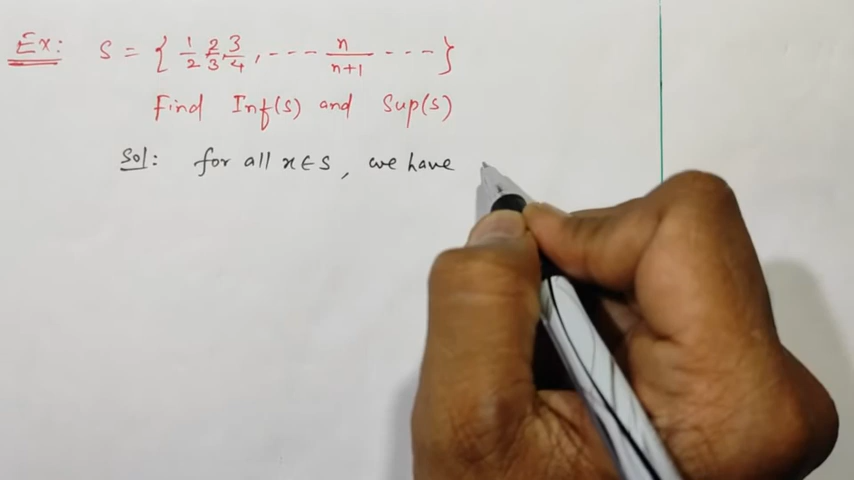 Ex: S = { 1/2, 2/3, 3/4, --- n/n+1 --- }
Find Inf(S) and Sup(S)
Sol: for all x ∈ S, we have